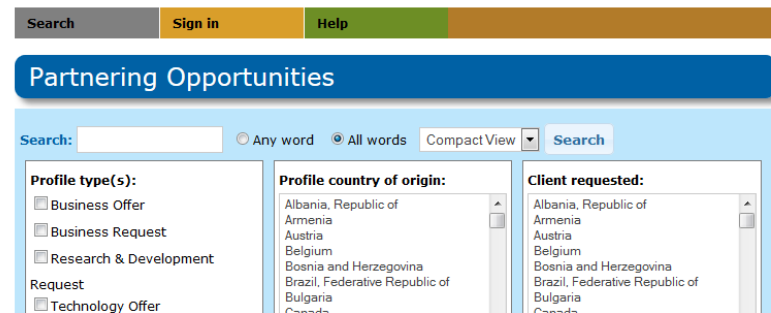 Search Sign in Help
Partnering Opportunities
Search: Any word All words Compact View Search
Profile type(s):
Business Offer
Business Request
Research & Development
Request
Technology Offer
Profile country of origin:
Albania, Republic of
Armenia
Austria
Belgium
Bosnia and Herzegovina
Brazil, Federative Republic of
Bulgaria
Canada
Client requested:
Albania, Republic of
Armenia
Austria
Belgium
Bosnia and Herzegovina
Brazil, Federative Republic of
Bulgaria
Canada